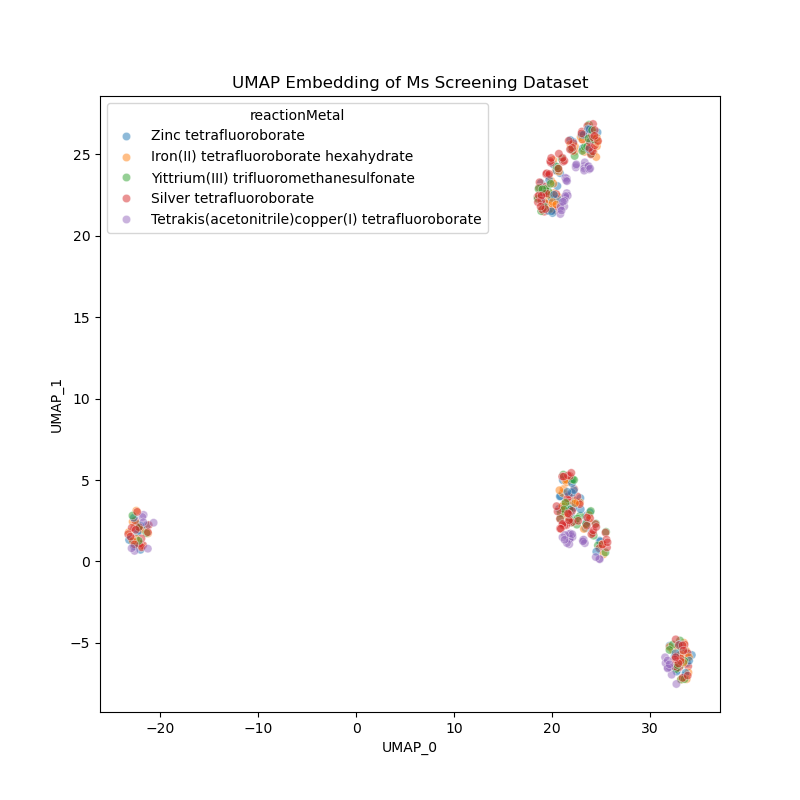 UMAP Embedding of Ms Screening Dataset
reactionMetal
Zinc tetrafluoroborate
Iron(II) tetrafluoroborate hexahydrate
Yittrium(III) trifluoromethanesulfonate
Silver tetrafluoroborate
Tetrakis(acetonitrile)copper(I) tetrafluoroborate
25
20
15
10
5
0
−5
UMAP_1
−20 −10 0 10 20 30
UMAP_0